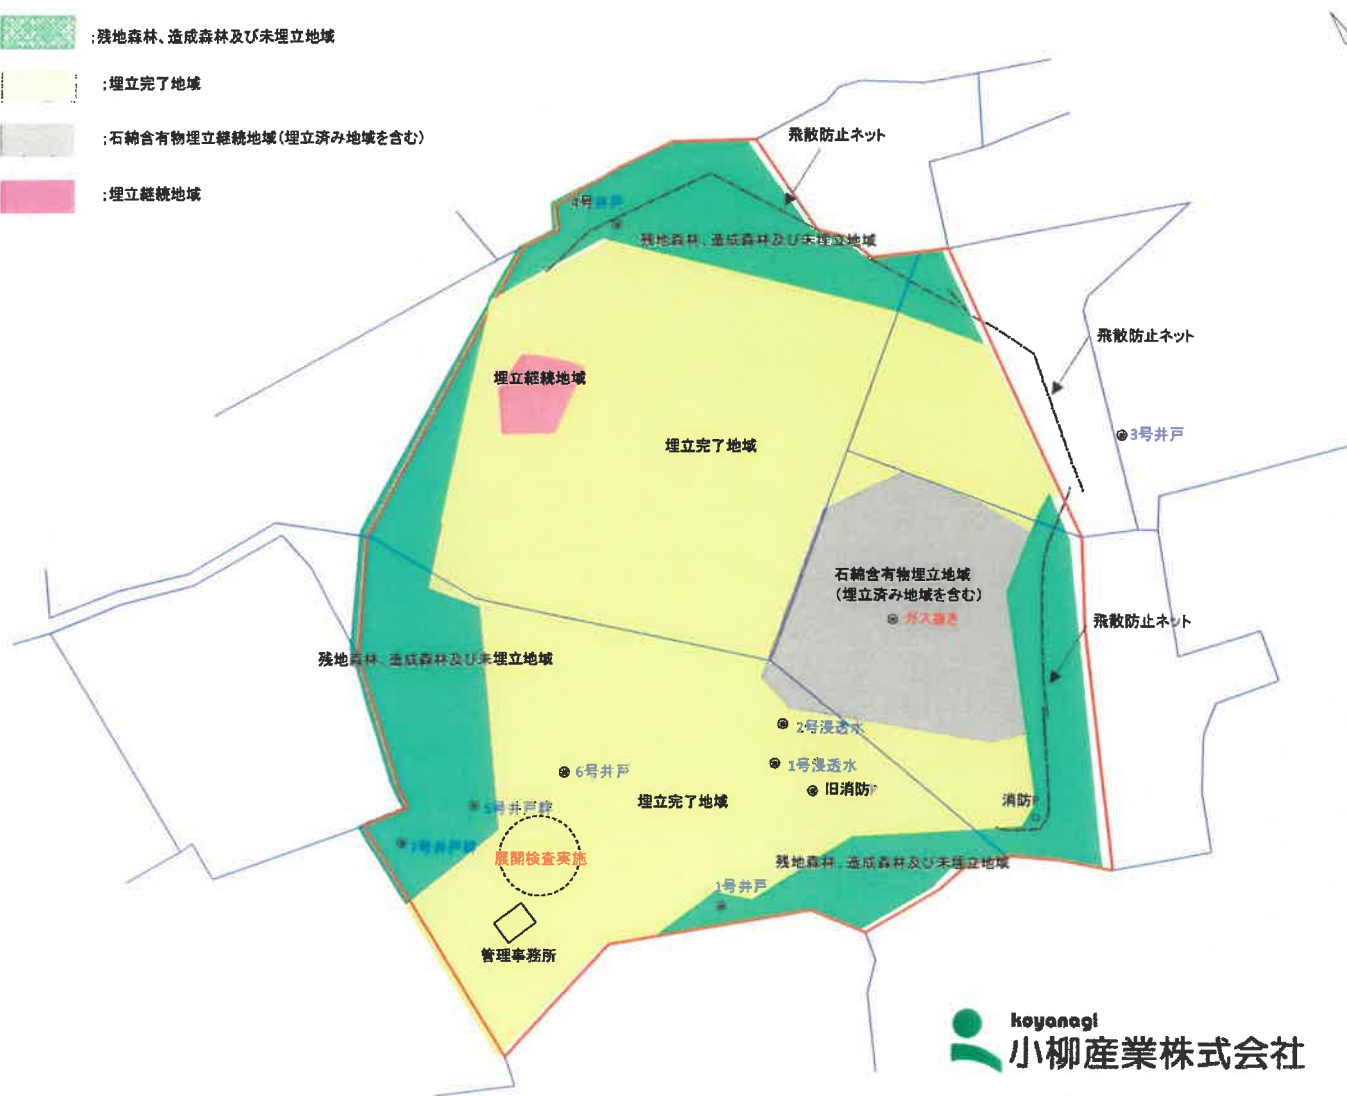 ;残地森林、造成森林及び未埋立地域
:埋立完了地域
:石綿含有物埋立継続地域(埋立済み地域を含む)
:埋立継続地域
飛散防止ネット
4号井戸
残地森林、造成森林及び未埋立地域
飛散防止ネット
埋立継続地域
3号井戸
埋立完了地域
石綿含有物埋立地域
(埋立済み地域を含む)
ガス抜き
飛散防止ネット
残地森林、造成森林及び未埋立地域
2号浸透水
1号浸透水
6号井戸
旧消防P
埋立完了地域
消防P
5号井戸跡
7号井戸跡
展開検査実施
残地森林、造成森林及び未埋立地域
1号井戸
管理事務所
koyanagi
小柳産業株式会社